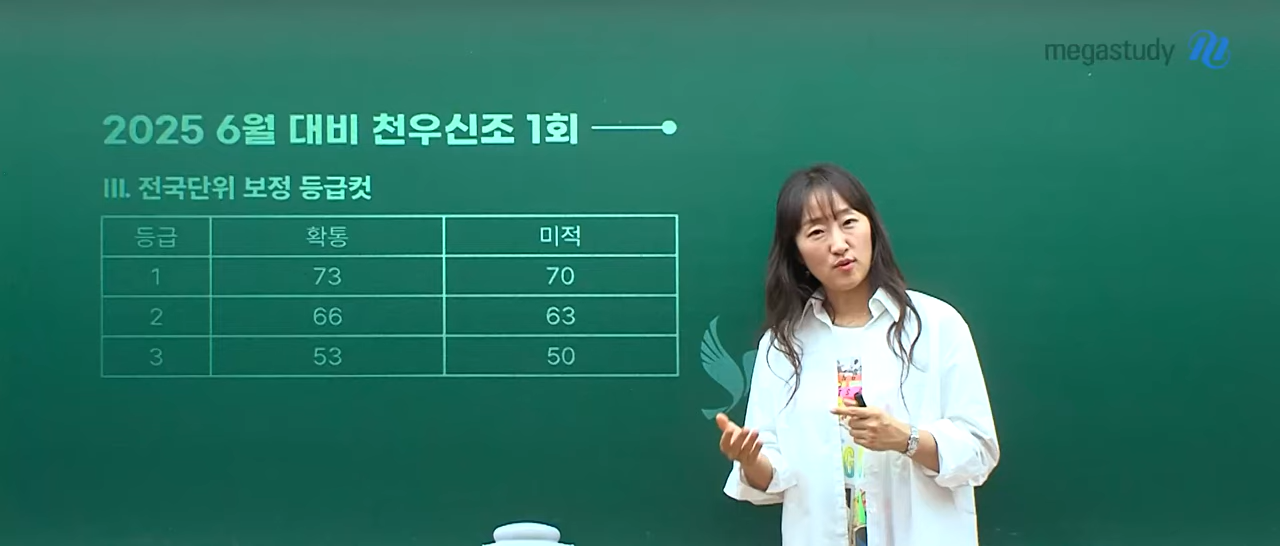 megastudy
2025 6월 대비 천우신조 1회
III. 전국단위 보정 등급컷
등급 확통 미적
1 73 70
2 66 63
3 53 50